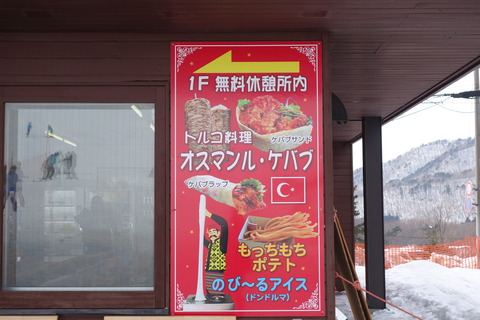 1F 無料休憩所内
トルコ料理
ケバブサンド
オスマンル・ケバブ
ケバブラップ
もっちもち
ポテト
のび〜るアイス
(ドンドルマ)